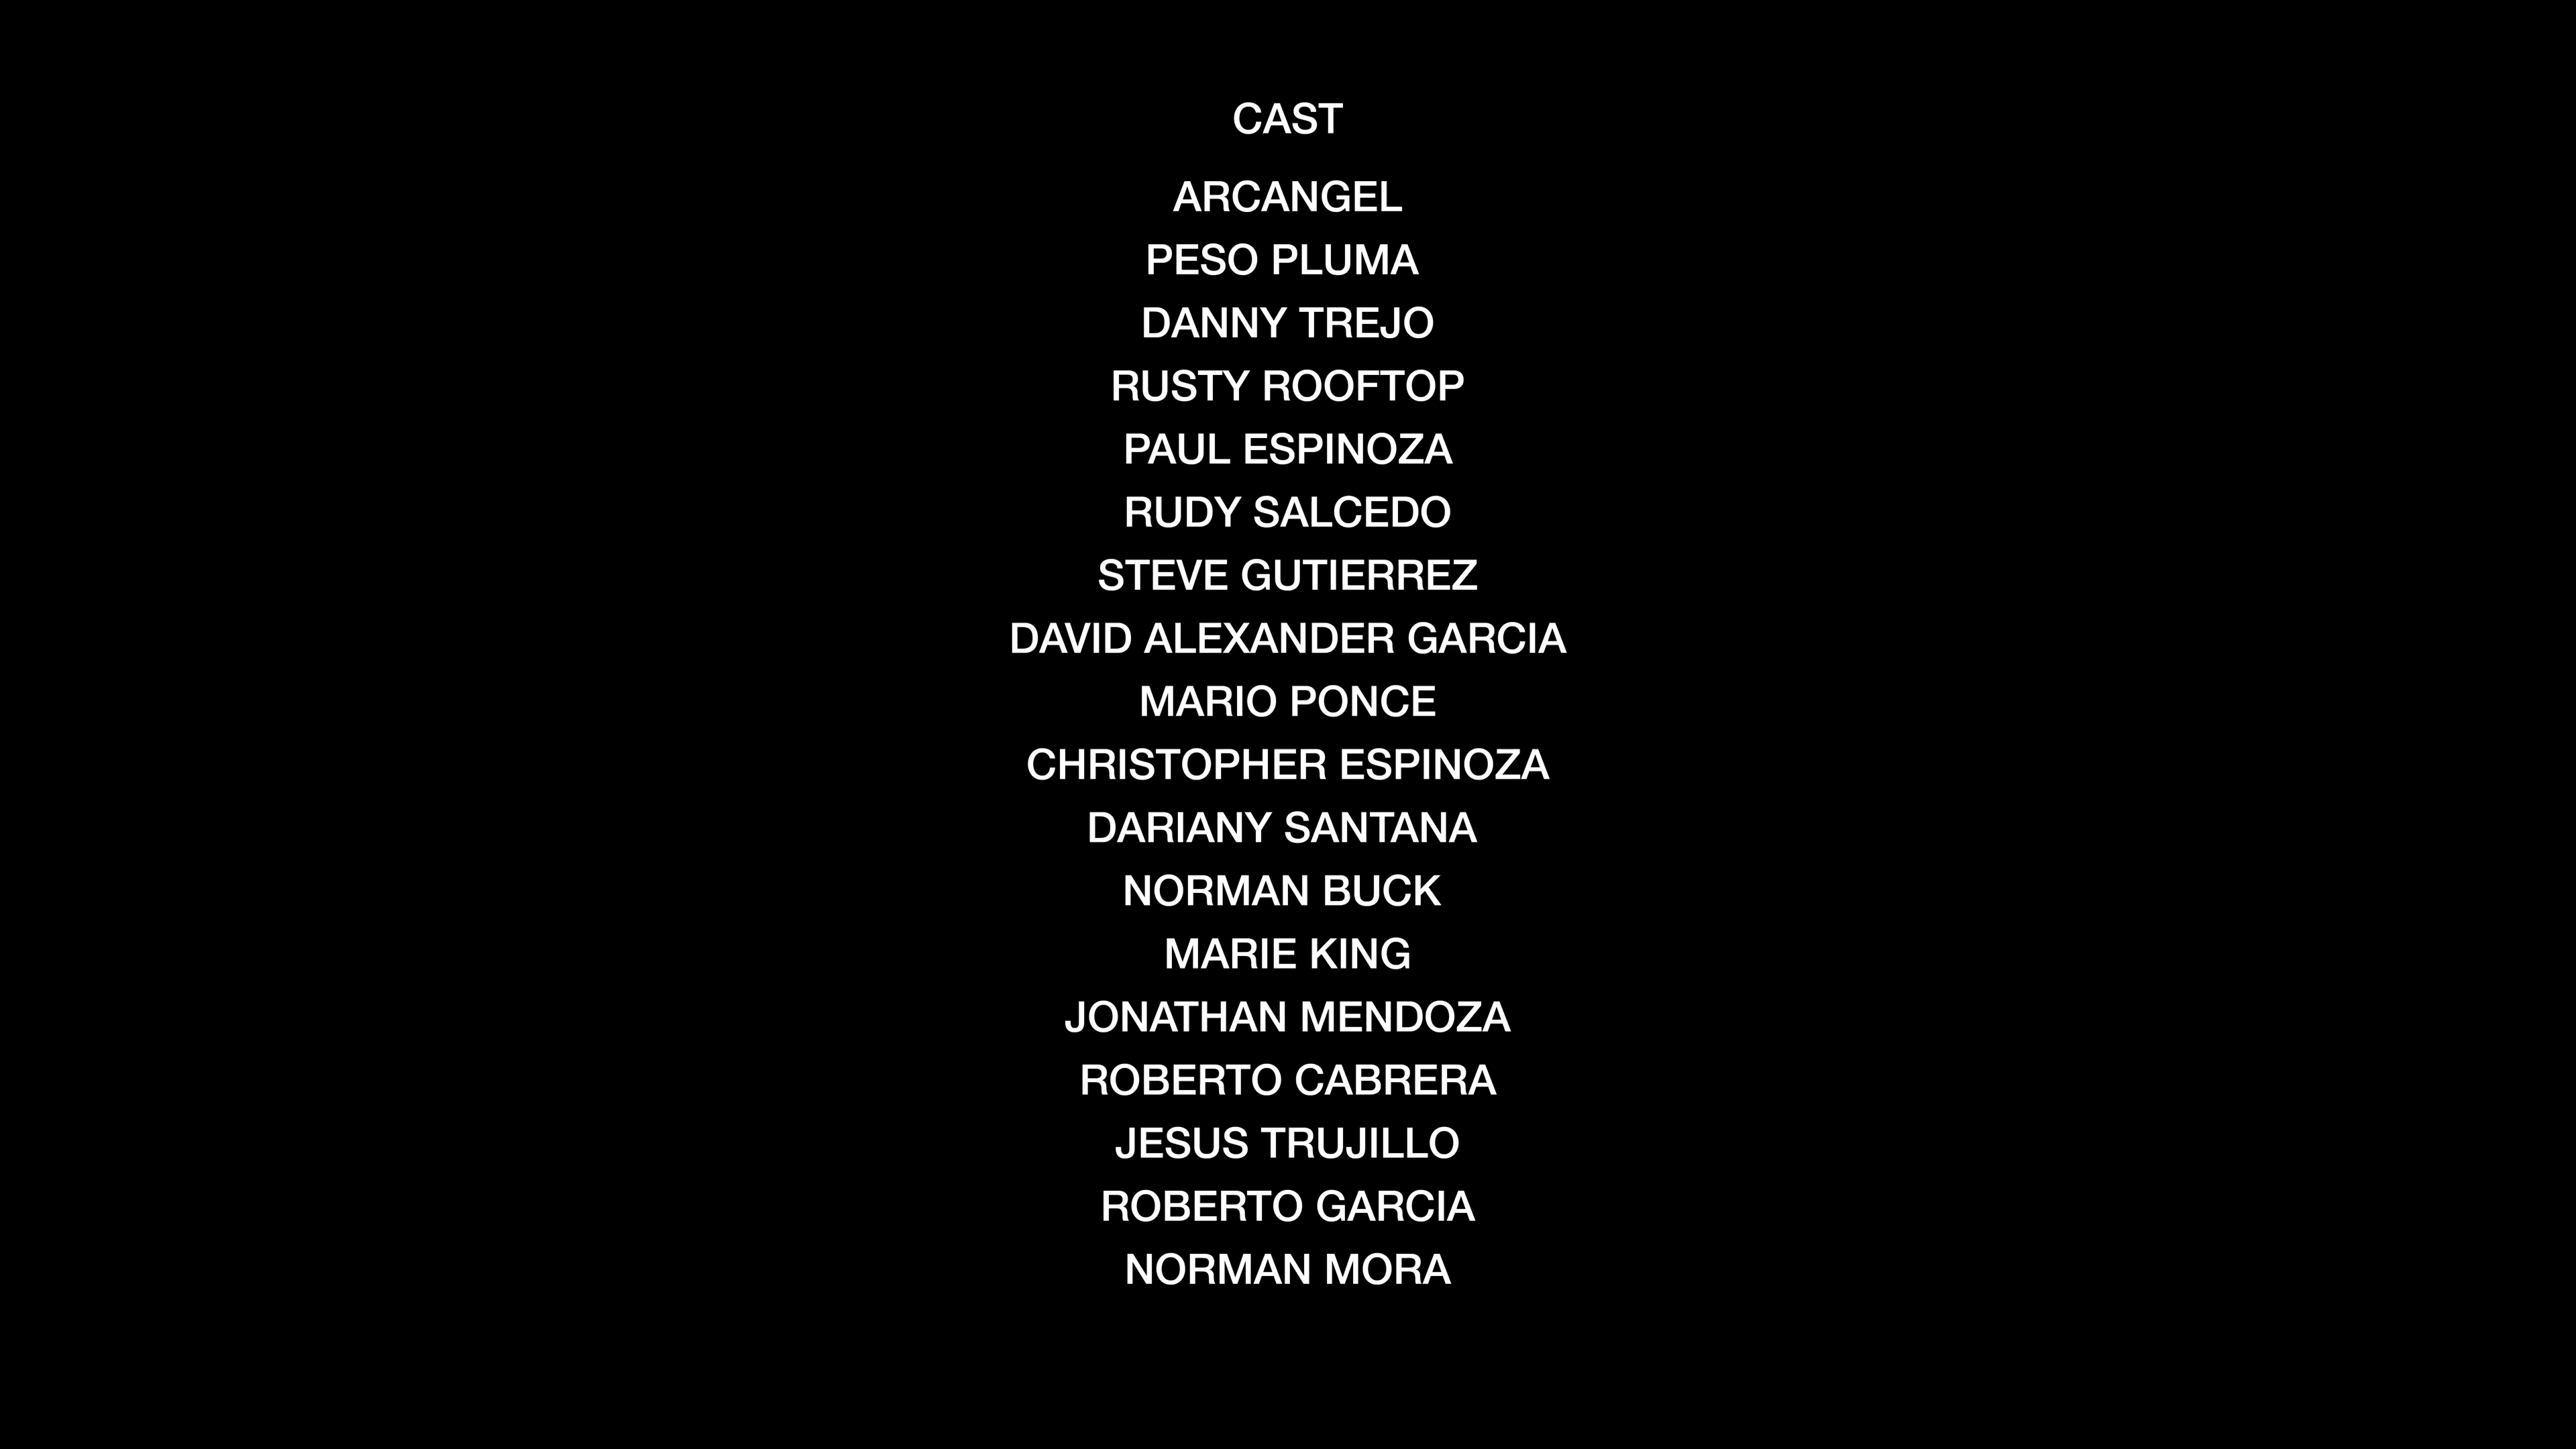 CAST
ARCANGEL
PESO PLUMA
DANNY TREJO
RUSTY ROOFTOP
PAUL ESPINOZA
RUDY SALCEDO
STEVE GUTIERREZ
DAVID ALEXANDER GARCIA
MARIO PONCE
CHRISTOPHER ESPINOZA
DARIANY SANTANA
NORMAN BUCK
MARIE KING
JONATHAN MENDOZA
ROBERTO CABRERA
JESUS TRUJILLO
ROBERTO GARCIA
NORMAN MORA